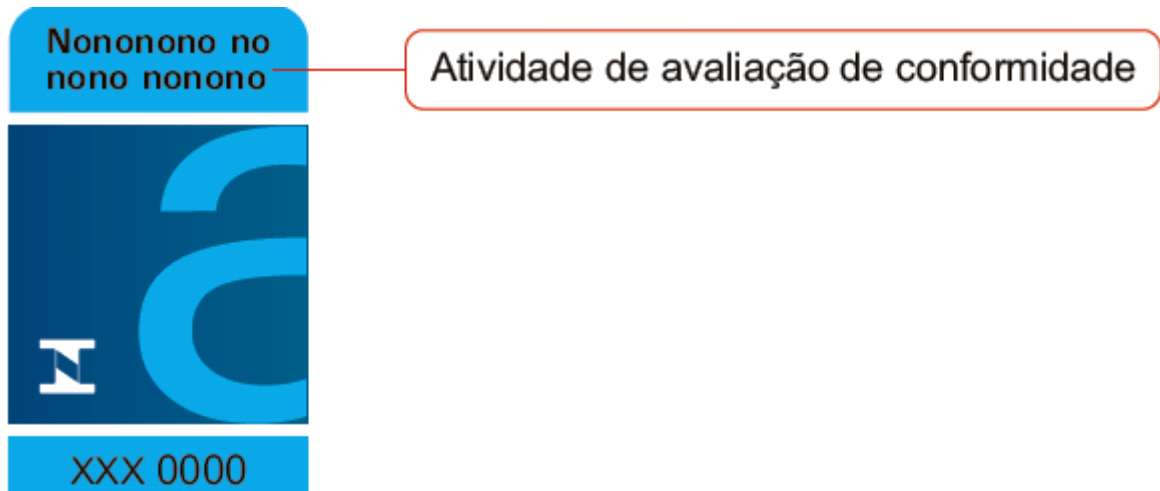 Nononono no
nono nonono
Atividade de avaliação de conformidade
a
XXX 0000